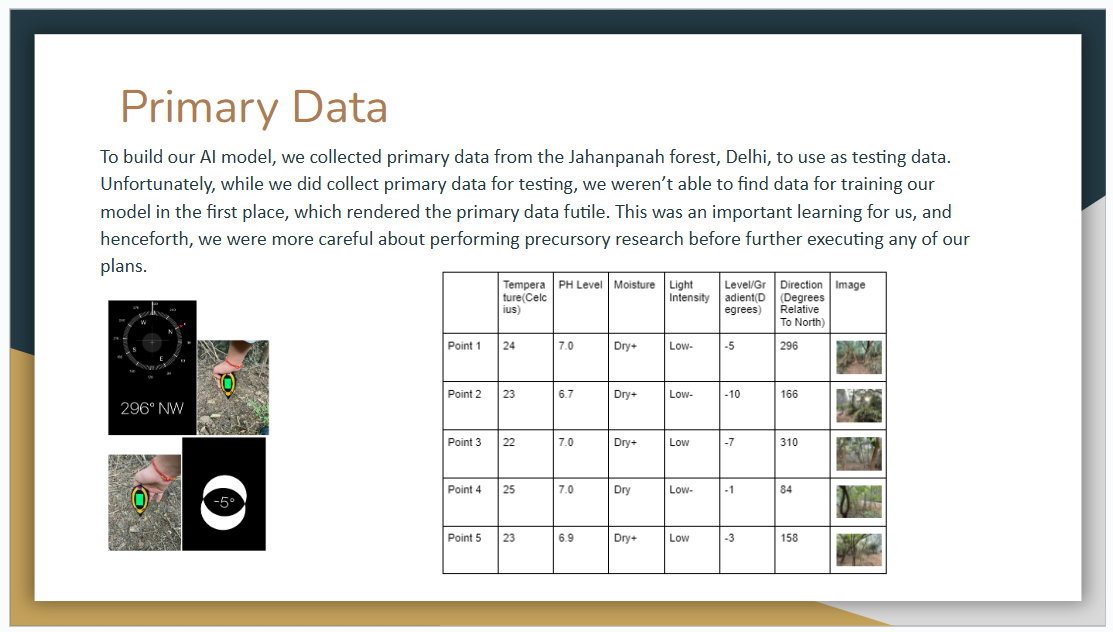 Primary Data
To build our AI model, we collected primary data from the Jahanpanah forest, Delhi, to use as testing data.
Unfortunately, while we did collect primary data for testing, we weren't able to find data for training our
model in the first place, which rendered the primary data futile. This was an important learning for us, and
henceforth, we were more careful about performing precursory research before further executing any of our
plans.
296° NW
-5°
Tempera
ture(Celc
ius)
PH Level
Moisture
Light
Intensity
Level/Gr
adient(D
egrees)
Direction
(Degrees
Relative
To North)
Image
Point 1 24 7.0 Dry+ Low- -5 296
Point 2 23 6.7 Dry+ Low- -10 166
Point 3 22 7.0 Dry+ Low -7 310
Point 4 25 7.0 Dry Low- -1 84
Point 5 23 6.9 Dry+ Low -3 158